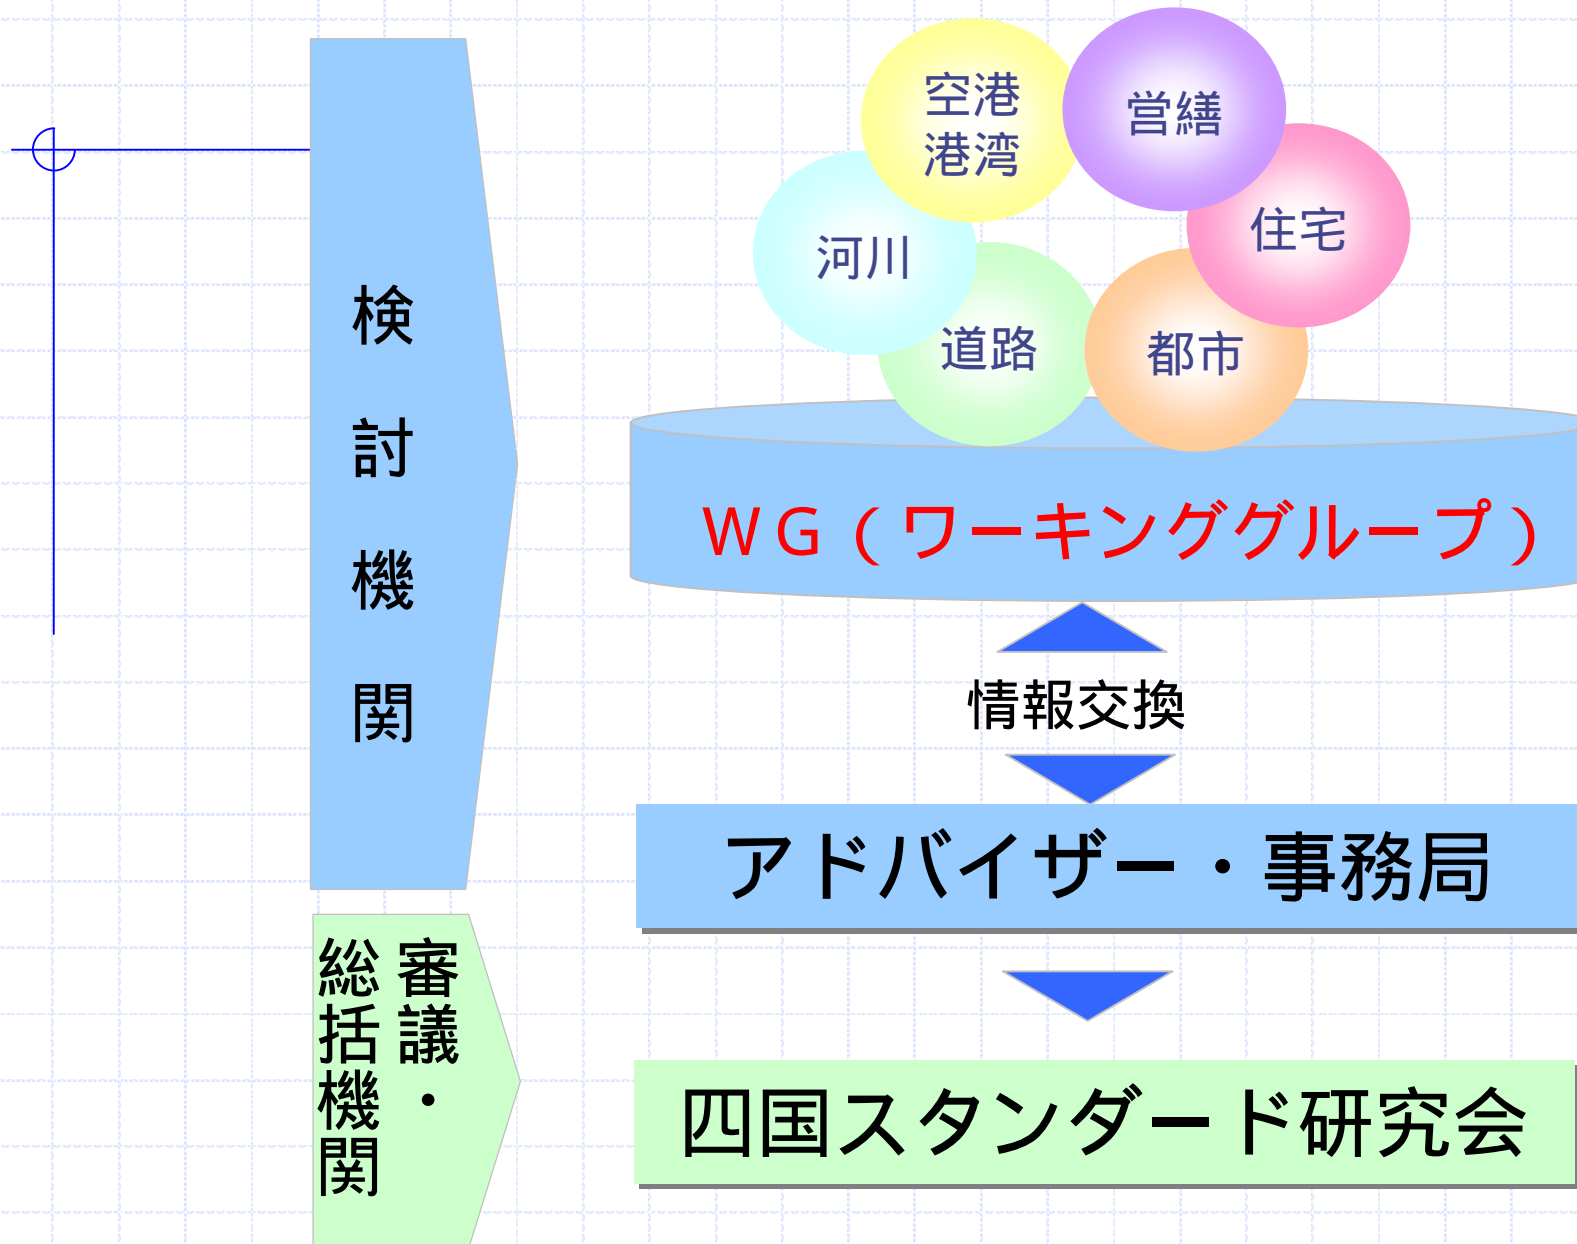 検討機関
空港
港湾
営繕
住宅
河川
道路
都市
WG(ワーキンググループ)
情報交換
アドバイザー・事務局
審議・
総括機関
四国スタンダード研究会